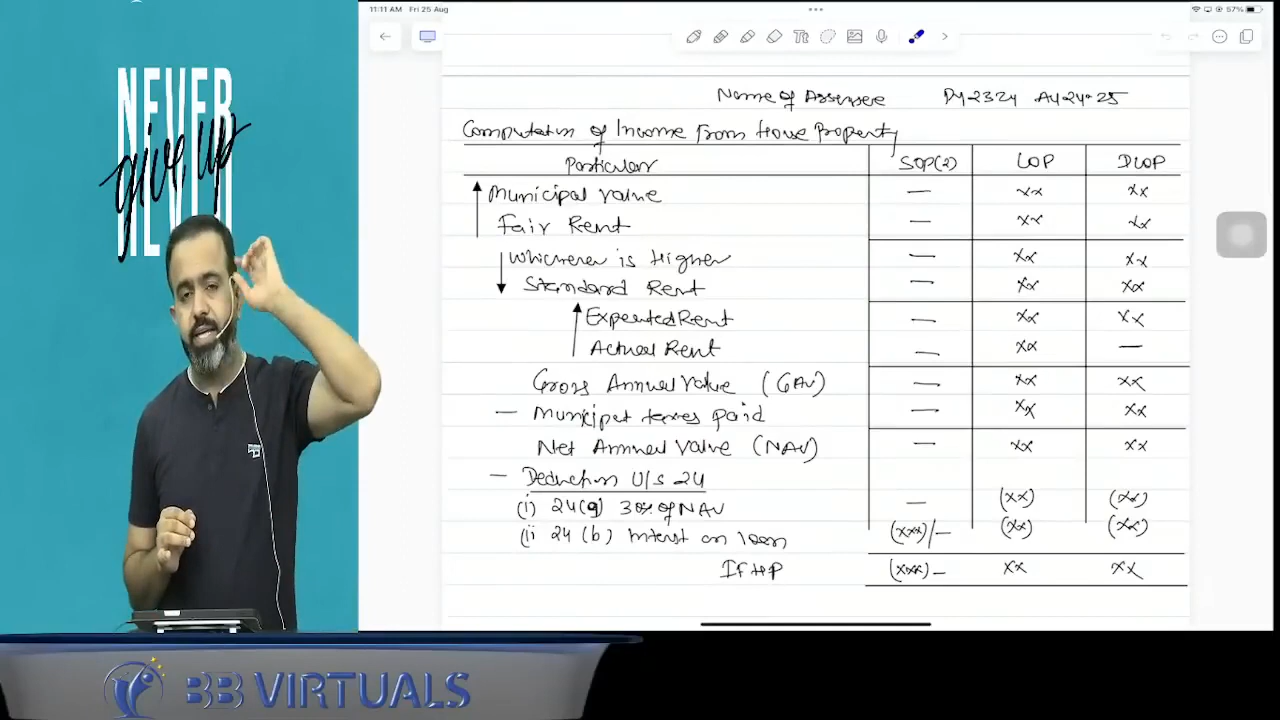 11:11 AM Fri 25 Aug
57%
NEVER
give up
NEVER
Name of Assessee PY 2324 AY 24-25
Computation of Income From House Property
Particular SOP(2) LOP DLOP
Municipal value — xx xx
Fair Rent — xx xx
Whichever is Higher — xx xx
Standard Rent — xx xx
Expected Rent — xx xx
Actual Rent — xx —
Gross Annual Value (GAV) — xx xx
— Municipal taxes paid — xx xx
Net Annual Value (NAV) — xx xx
— Deduction U/s 24
(i) 24(a) 30% of NAV — (xx) (xx)
(ii 24 (b) Interest on loan (xxx)/— (xx) (xx)
IFHP (xxx) — xx xx
BB VIRTUALS